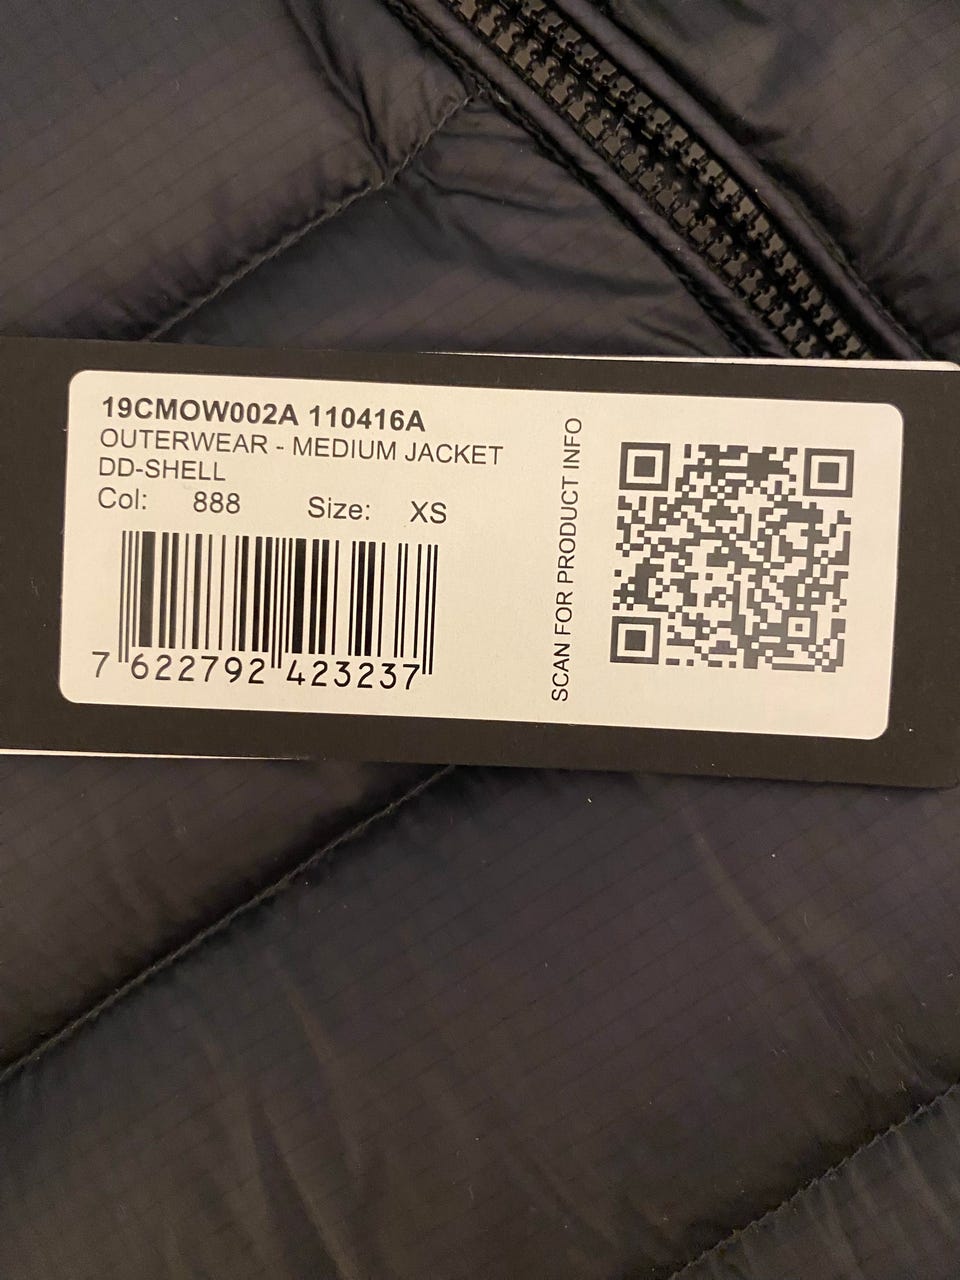 19CMOW002A 110416A
OUTERWEAR - MEDIUM JACKET
DD-SHELL
Col: 888 Size: XS
7 622792 423237
SCAN FOR PRODUCT INFO